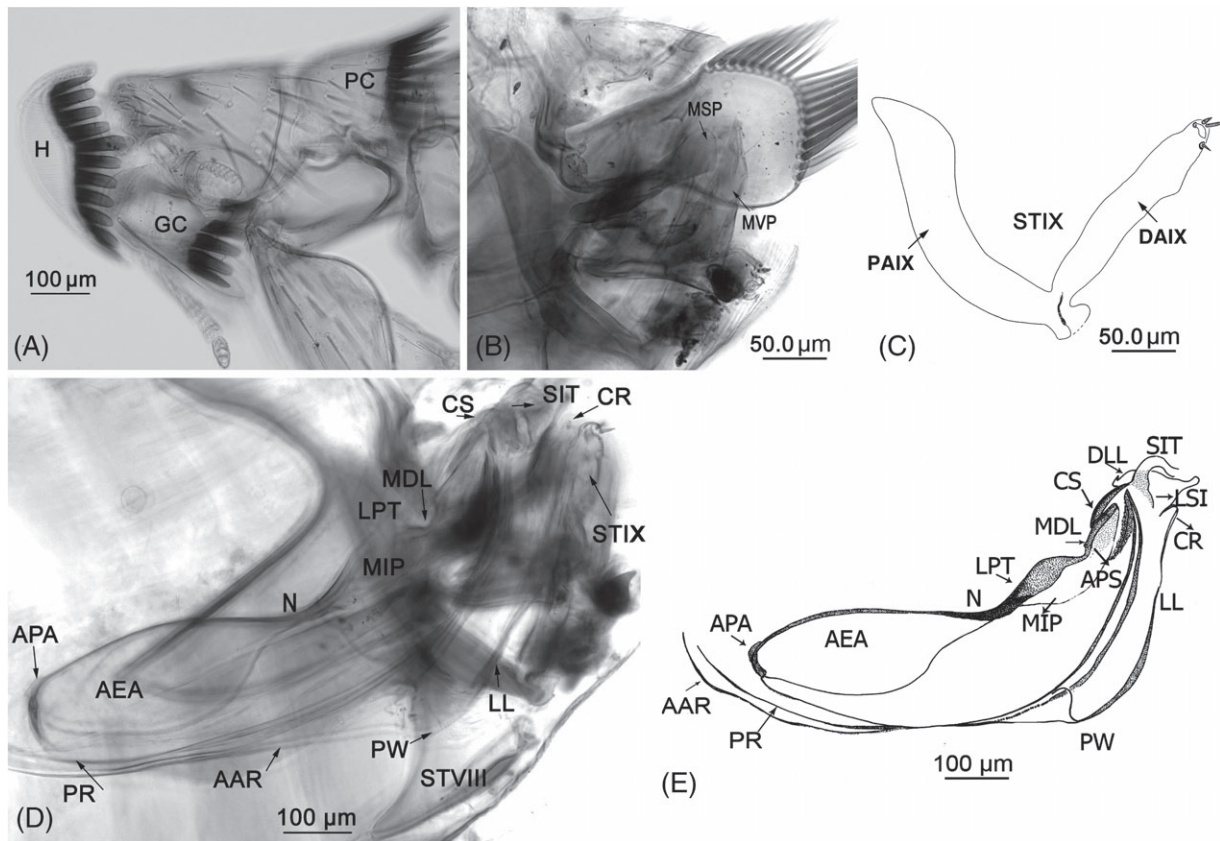 H
PC
GC
100 µm
(A)
MSP
MVP
50.0 µm
(B)
STIX
PAIX
DAIX
50.0 µm
(C)
SIT
CS
CR
MDL
LPT
STIX
MIP
N
APA
AEA
LL
PW
PR
AAR
STVIII
100 µm
(D)
DLL
SIT
CS
LSI
MDL
CR
APS
LPT
LL
N
MIP
APA
AEA
AAR
PR
PW
100 µm
(E)